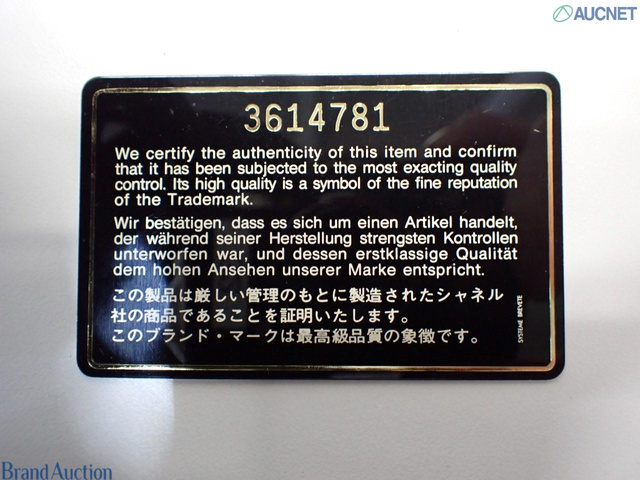 AUCNET
3614781
We certify the authenticity of this item and confirm
that it has been subjected to the most exacting quality
control. Its high quality is a symbol of the fine reputation
of the Trademark.
Wir bestätigen, dass es sich um einen Artikel handelt,
der während seiner Herstellung strengsten Kontrollen
unterworfen war, und dessen erstklassige Qualität
dem hohen Ansehen unserer Marke entspricht.
この製品は厳しい管理のもとに製造されたシャネル
社の商品であることを証明いたします。
このブランド・マークは最高級品質の象徴です。
SYSTEME BREVETE
Brand Auction